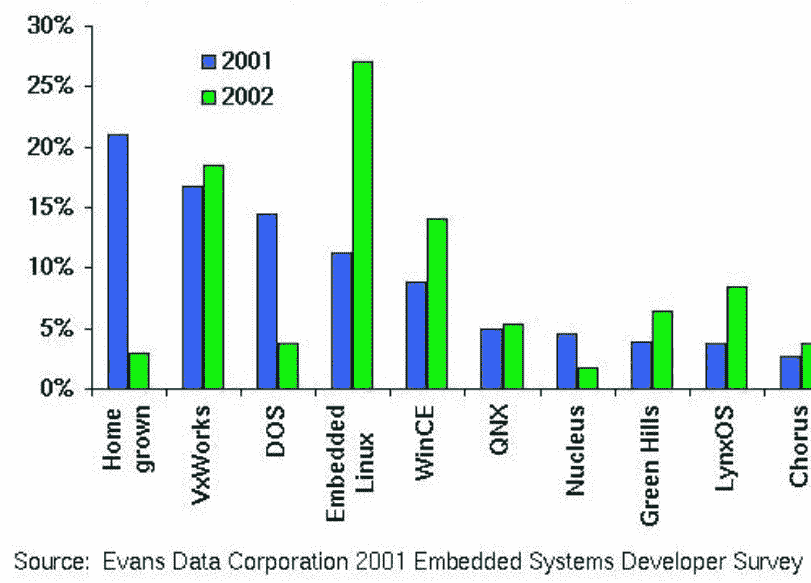 30%
25%
20%
15%
10%
5%
0%
2001
2002
Home
grown
VxWorks
DOS
Embedded
Linux
WinCE
QNX
Nucleus
Green Hills
LynxOS
Chorus
Source: Evans Data Corporation 2001 Embedded Systems Developer Survey